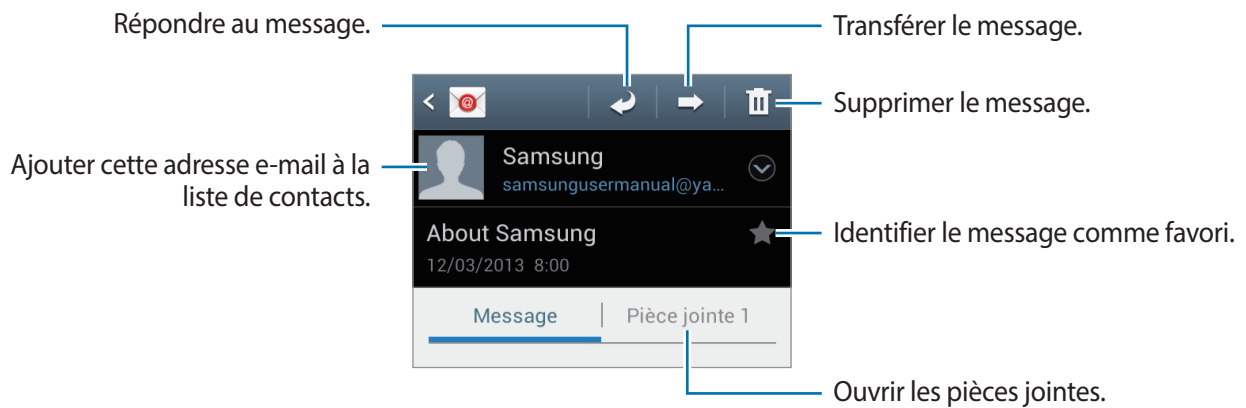 Répondre au message.
Transférer le message.
Supprimer le message.
Ajouter cette adresse e-mail à la
liste de contacts.
Samsung
samsungusermanual@ya...
About Samsung
12/03/2013 8:00
Identifier le message comme favori.
Message
Pièce jointe 1
Ouvrir les pièces jointes.